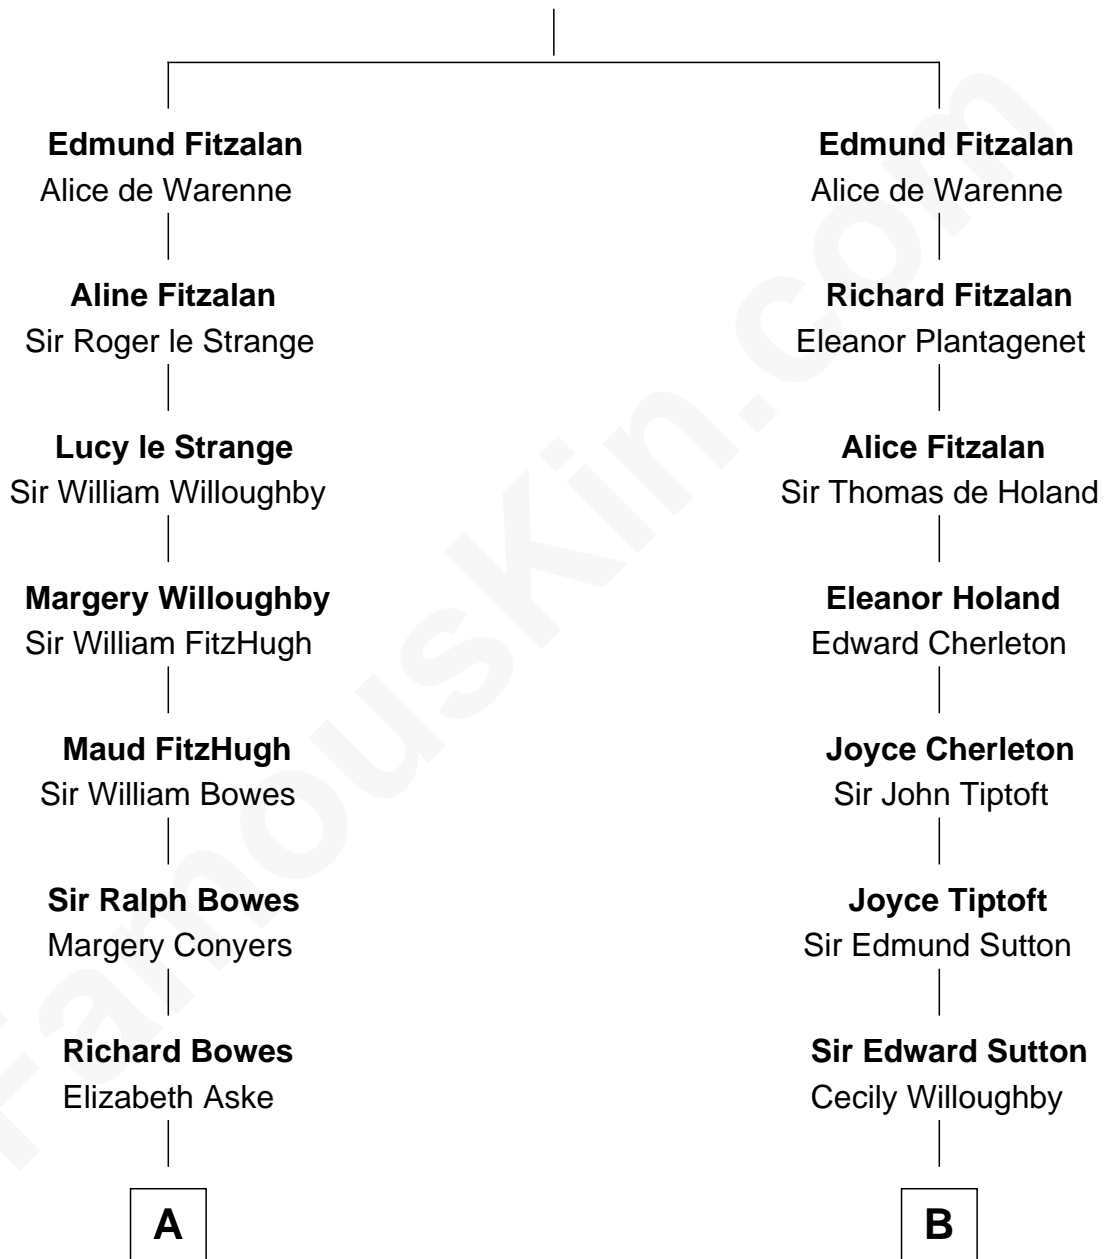 Edmund Fitzalan
Alice de Warenne
Aline Fitzalan
Sir Roger le Strange
Lucy le Strange
Sir William Willoughby
Margery Willoughby
Sir William FitzHugh
Maud FitzHugh
Sir William Bowes
Sir Ralph Bowes
Margery Conyers
Richard Bowes
Elizabeth Aske
A
Edmund Fitzalan
Alice de Warenne
Richard Fitzalan
Eleanor Plantagenet
Alice Fitzalan
Sir Thomas de Holand
Eleanor Holand
Edward Cherleton
Joyce Cherleton
Sir John Tiptoft
Joyce Tiptoft
Sir Edmund Sutton
Sir Edward Sutton
Cecily Willoughby
B
FamousKin.com